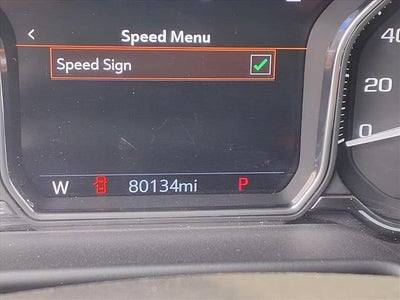 < Speed Menu
Speed Sign
W 80134mi P
40
20
0